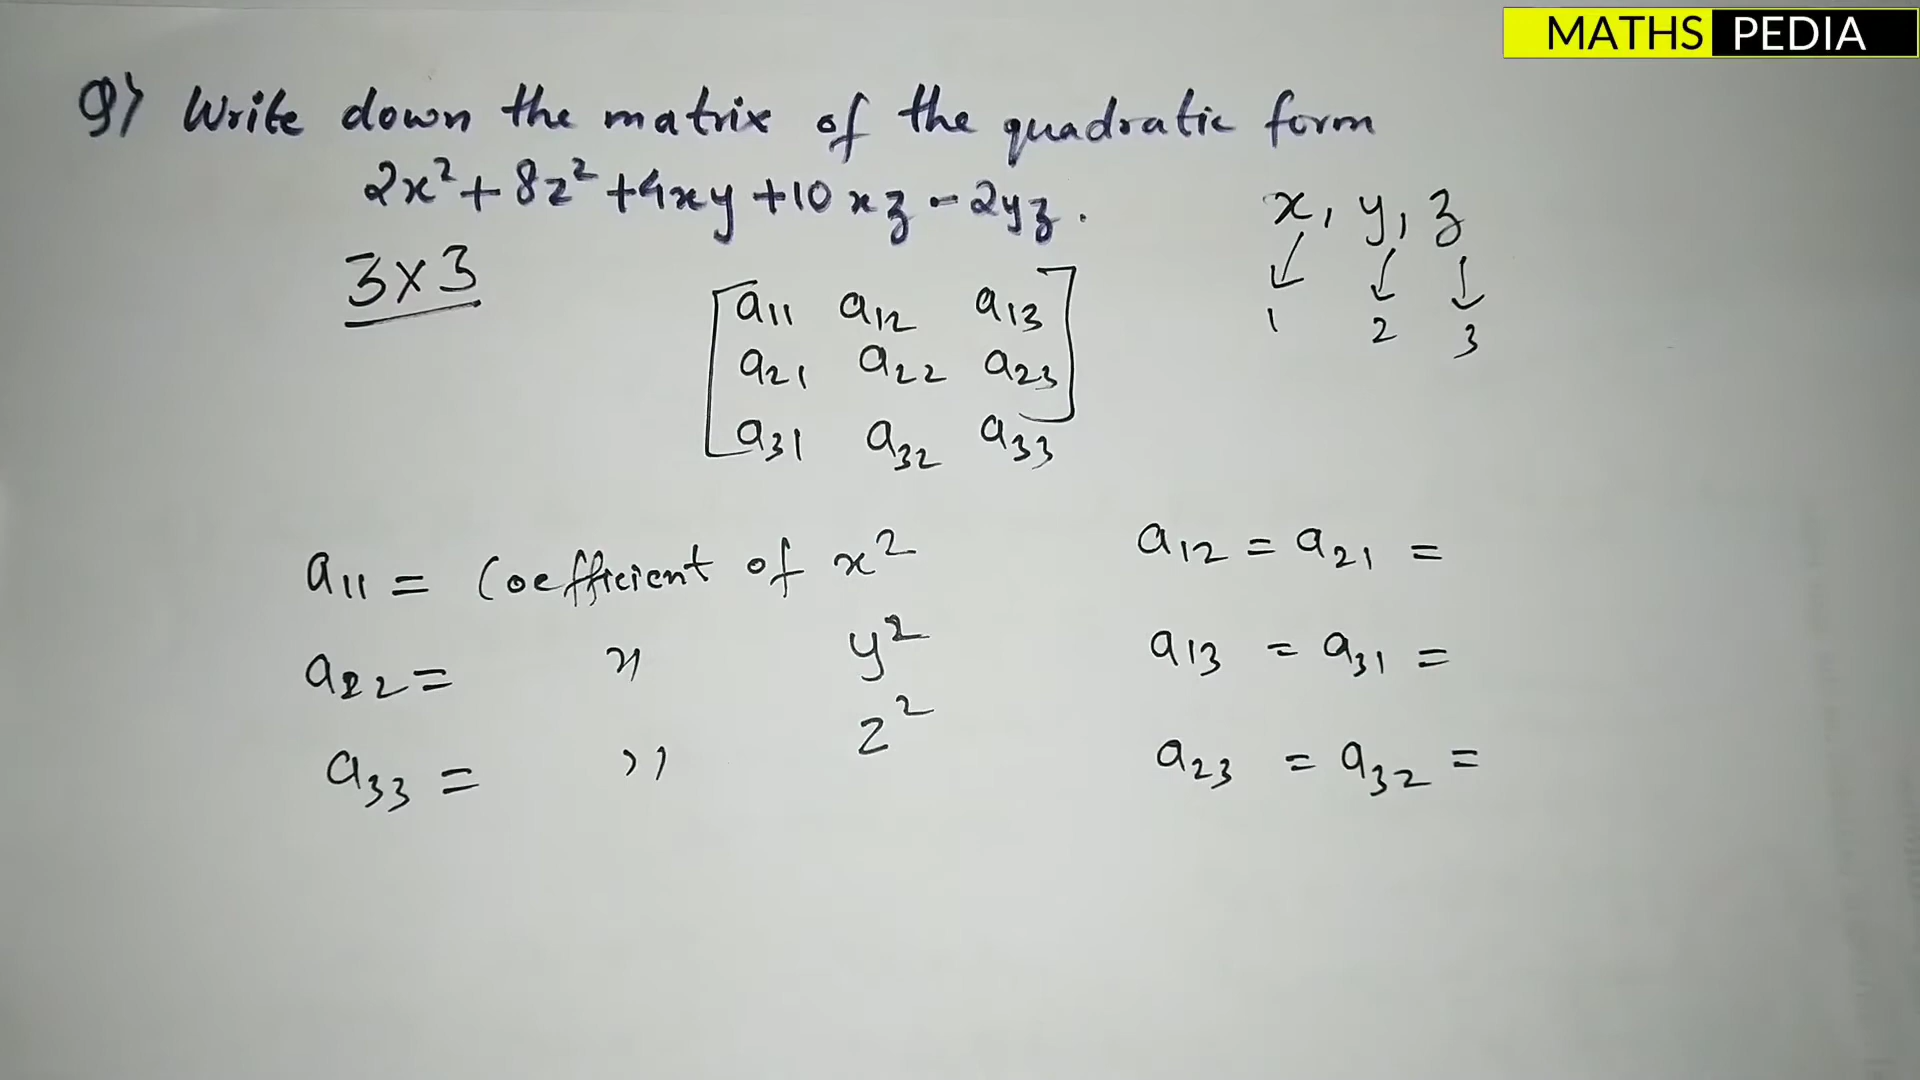 MATHS PEDIA
Q) Write down the matrix of the quadratic form
2x² + 8z² + 4xy + 10xz - 2yz.
x, y, z
↓ ↓ ↓
1 2 3
3×3
a₁₁ a₁₂ a₁₃
a₂₁ a₂₂ a₂₃
a₃₁ a₃₂ a₃₃
a₁₁ = Coefficient of x²
a₂₂ = " y²
a₃₃ = " z²
a₁₂ = a₂₁ =
a₁₃ = a₃₁ =
a₂₃ = a₃₂ =